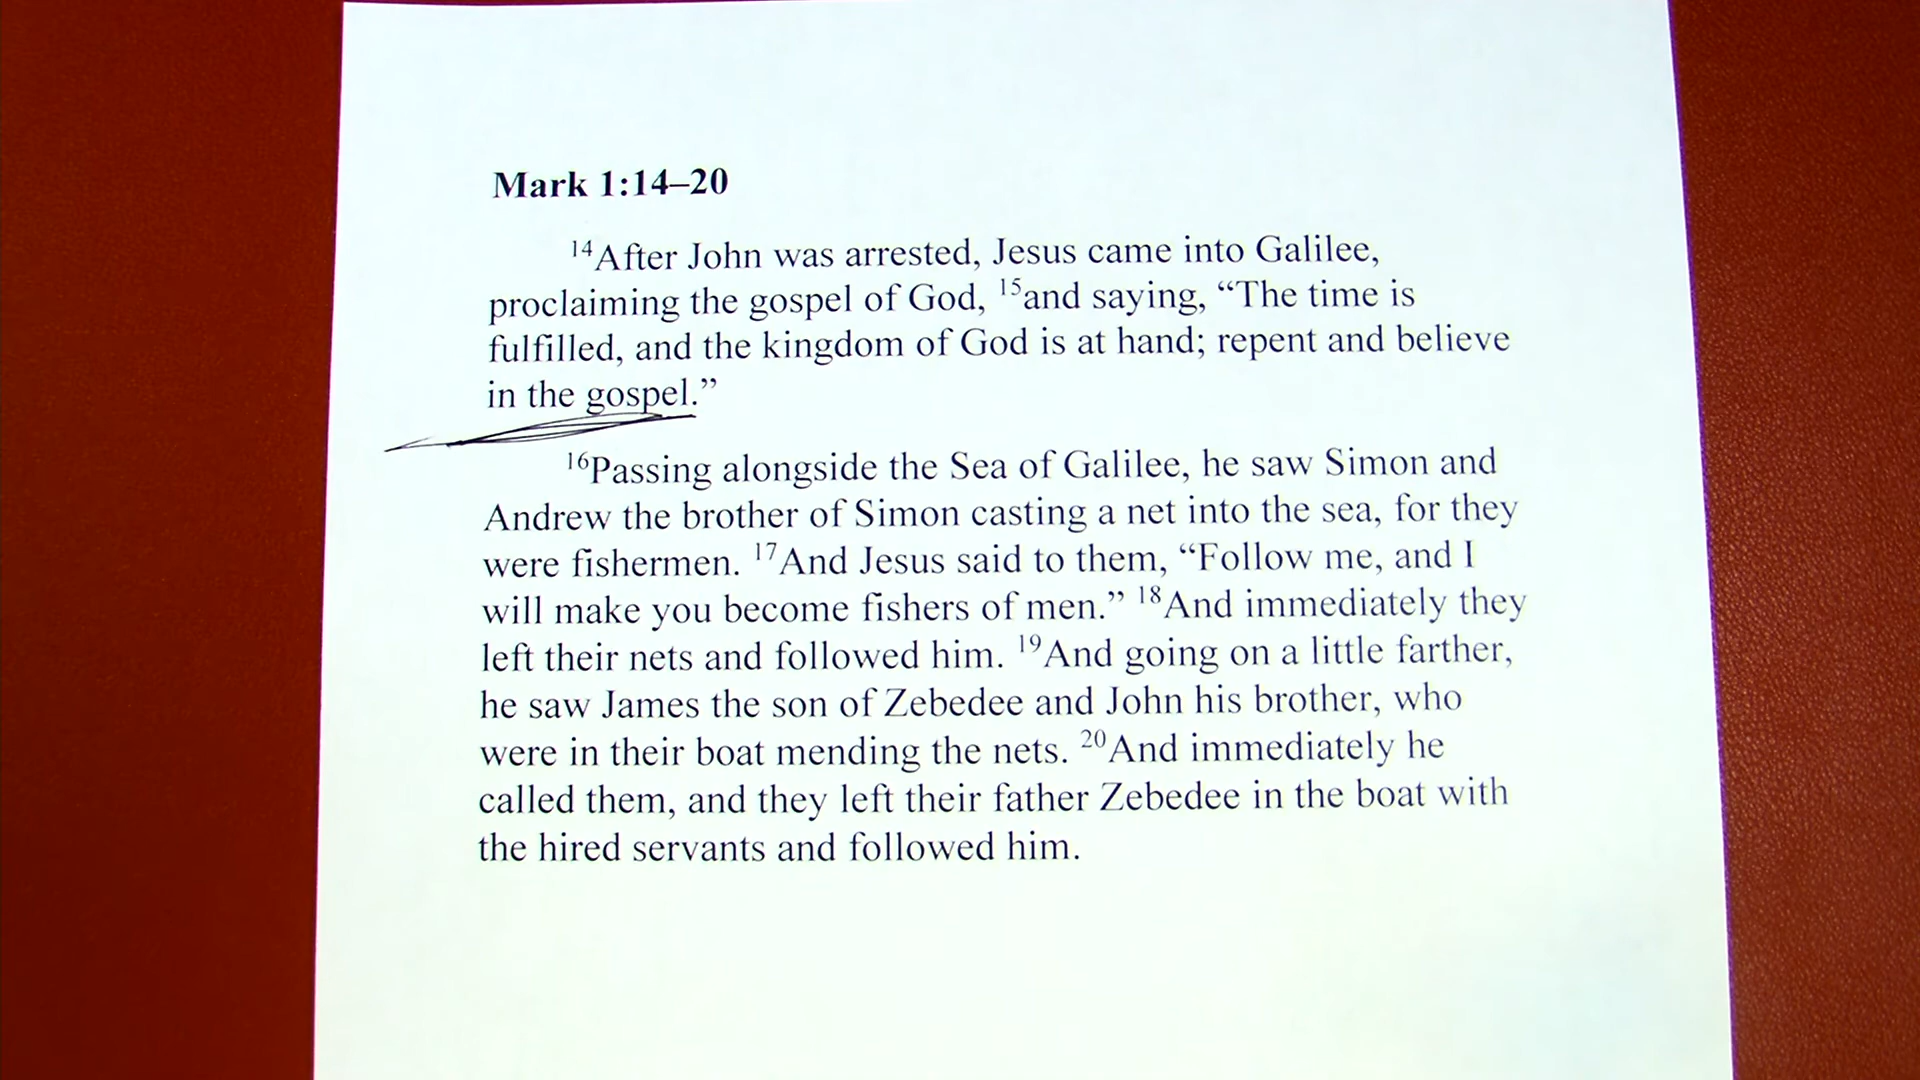 Mark 1:14–20
14After John was arrested, Jesus came into Galilee,
proclaiming the gospel of God, 15and saying, “The time is
fulfilled, and the kingdom of God is at hand; repent and believe
in the gospel.”
16Passing alongside the Sea of Galilee, he saw Simon and
Andrew the brother of Simon casting a net into the sea, for they
were fishermen. 17And Jesus said to them, “Follow me, and I
will make you become fishers of men.” 18And immediately they
left their nets and followed him. 19And going on a little farther,
he saw James the son of Zebedee and John his brother, who
were in their boat mending the nets. 20And immediately he
called them, and they left their father Zebedee in the boat with
the hired servants and followed him.